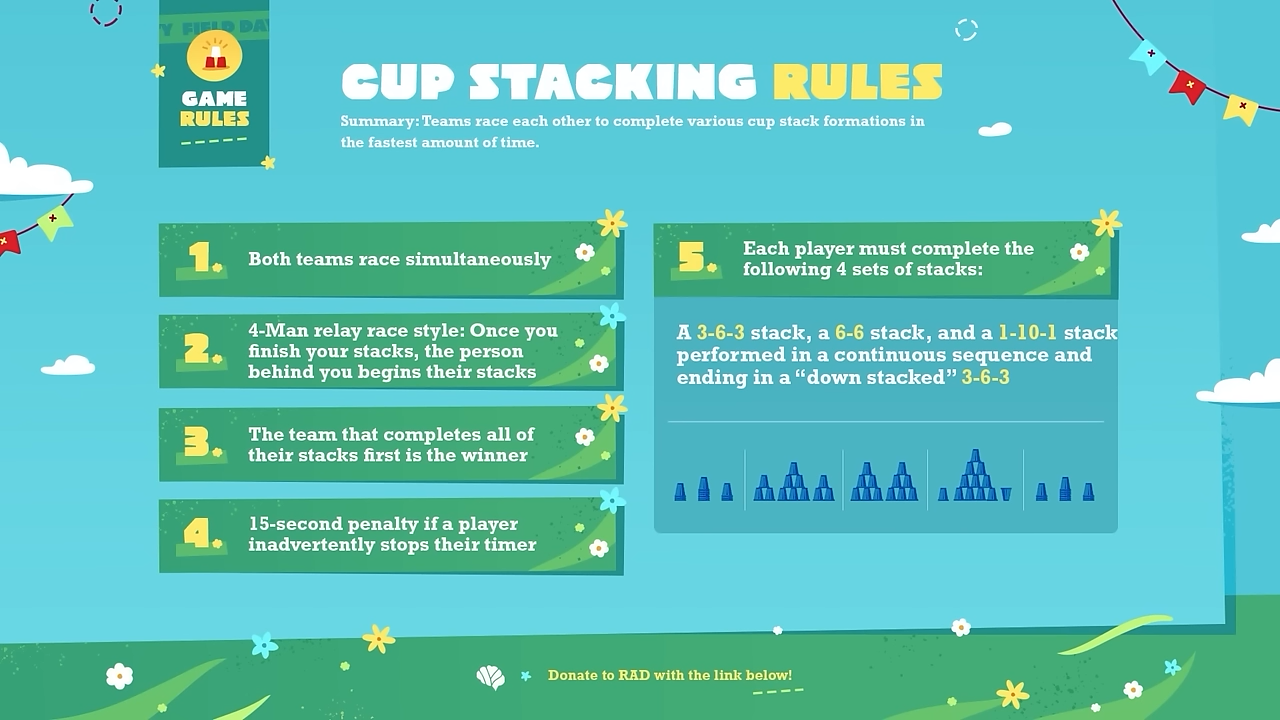 Y FIELD DAY
GAME
RULES
CUP STACKING RULES
Summary: Teams race each other to complete various cup stack formations in
the fastest amount of time.
1.
Both teams race simultaneously
2.
4-Man relay race style: Once you
finish your stacks, the person
behind you begins their stacks
3.
The team that completes all of
their stacks first is the winner
4.
15-second penalty if a player
inadvertently stops their timer
5.
Each player must complete the
following 4 sets of stacks:
A 3-6-3 stack, a 6-6 stack, and a 1-10-1 stack
performed in a continuous sequence and
ending in a “down stacked” 3-6-3
Donate to RAD with the link below!